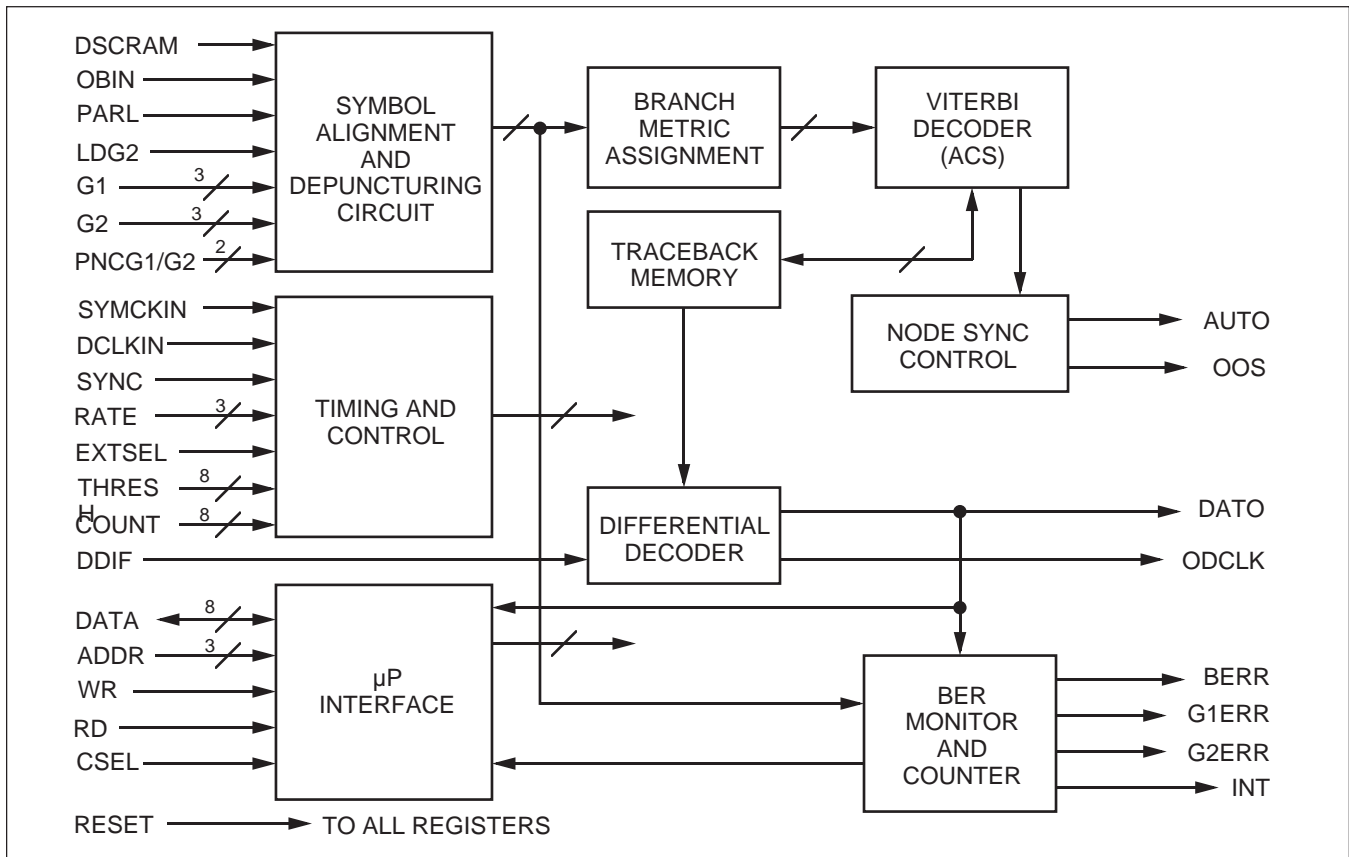 DSCRAM
OBIN
PARL
LDG2
G1
3
G2
3
PNCG1/G2
2
SYMBOL
ALIGNMENT
AND
DEPUNCTURING
CIRCUIT
BRANCH
METRIC
ASSIGNMENT
VITERBI
DECODER
(ACS)
TRACEBACK
MEMORY
NODE SYNC
CONTROL
AUTO
OOS
SYMCKIN
DCLKIN
SYNC
RATE
3
EXTSEL
THRES
H
8
COUNT
8
TIMING AND
CONTROL
DDIF
DIFFERENTIAL
DECODER
DATO
ODCLK
DATA
8
ADDR
3
WR
RD
CSEL
µP
INTERFACE
BER
MONITOR
AND
COUNTER
BERR
G1ERR
G2ERR
INT
RESET
TO ALL REGISTERS